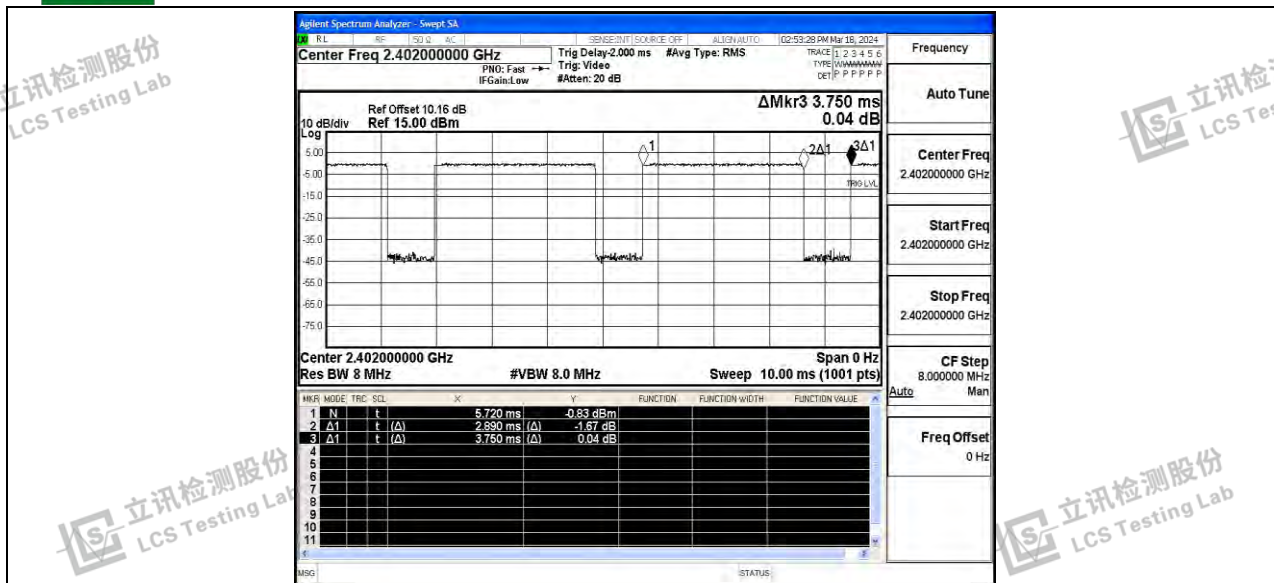 Agilent Spectrum Analyzer - Swept SA
RL RF 50 Ω AC SENSE:INT SOURCE OFF ALIGN AUTO 02:53:28 PM Mar 18, 2024
Center Freq 2.402000000 GHz
PNO: Fast
IFGain:Low
Trig Delay-2.000 ms
Trig: Video
#Atten: 20 dB
#Avg Type: RMS
TRACE 1 2 3 4 5 6
TYPE
DET P P P P P P
Ref Offset 10.16 dB
Ref 15.00 dBm
10 dB/div
Log
ΔMkr3 3.750 ms
0.04 dB
5.00
-5.00
-15.0
-25.0
-35.0
-45.0
-55.0
-65.0
-75.0
1
2Δ1
3Δ1
TRIG LVL
Center 2.402000000 GHz
Span 0 Hz
Res BW 8 MHz
#VBW 8.0 MHz
Sweep 10.00 ms (1001 pts)
MKR MODE TRC SCL X Y FUNCTION FUNCTION WIDTH FUNCTION VALUE
1 N t 5.720 ms -0.83 dBm
2 Δ1 t (Δ) 2.890 ms (Δ) -1.67 dB
3 Δ1 t (Δ) 3.750 ms (Δ) 0.04 dB
4
5
6
7
8
9
10
11
MSG
STATUS
Frequency
Auto Tune
Center Freq
2.402000000 GHz
Start Freq
2.402000000 GHz
Stop Freq
2.402000000 GHz
CF Step
8.000000 MHz
Auto Man
Freq Offset
0 Hz
立讯检测股份
LCS Testing Lab
立讯检
LCS Tes
立讯检测股份
LCS Testing Lab
立讯检测股份
LCS Testing Lab